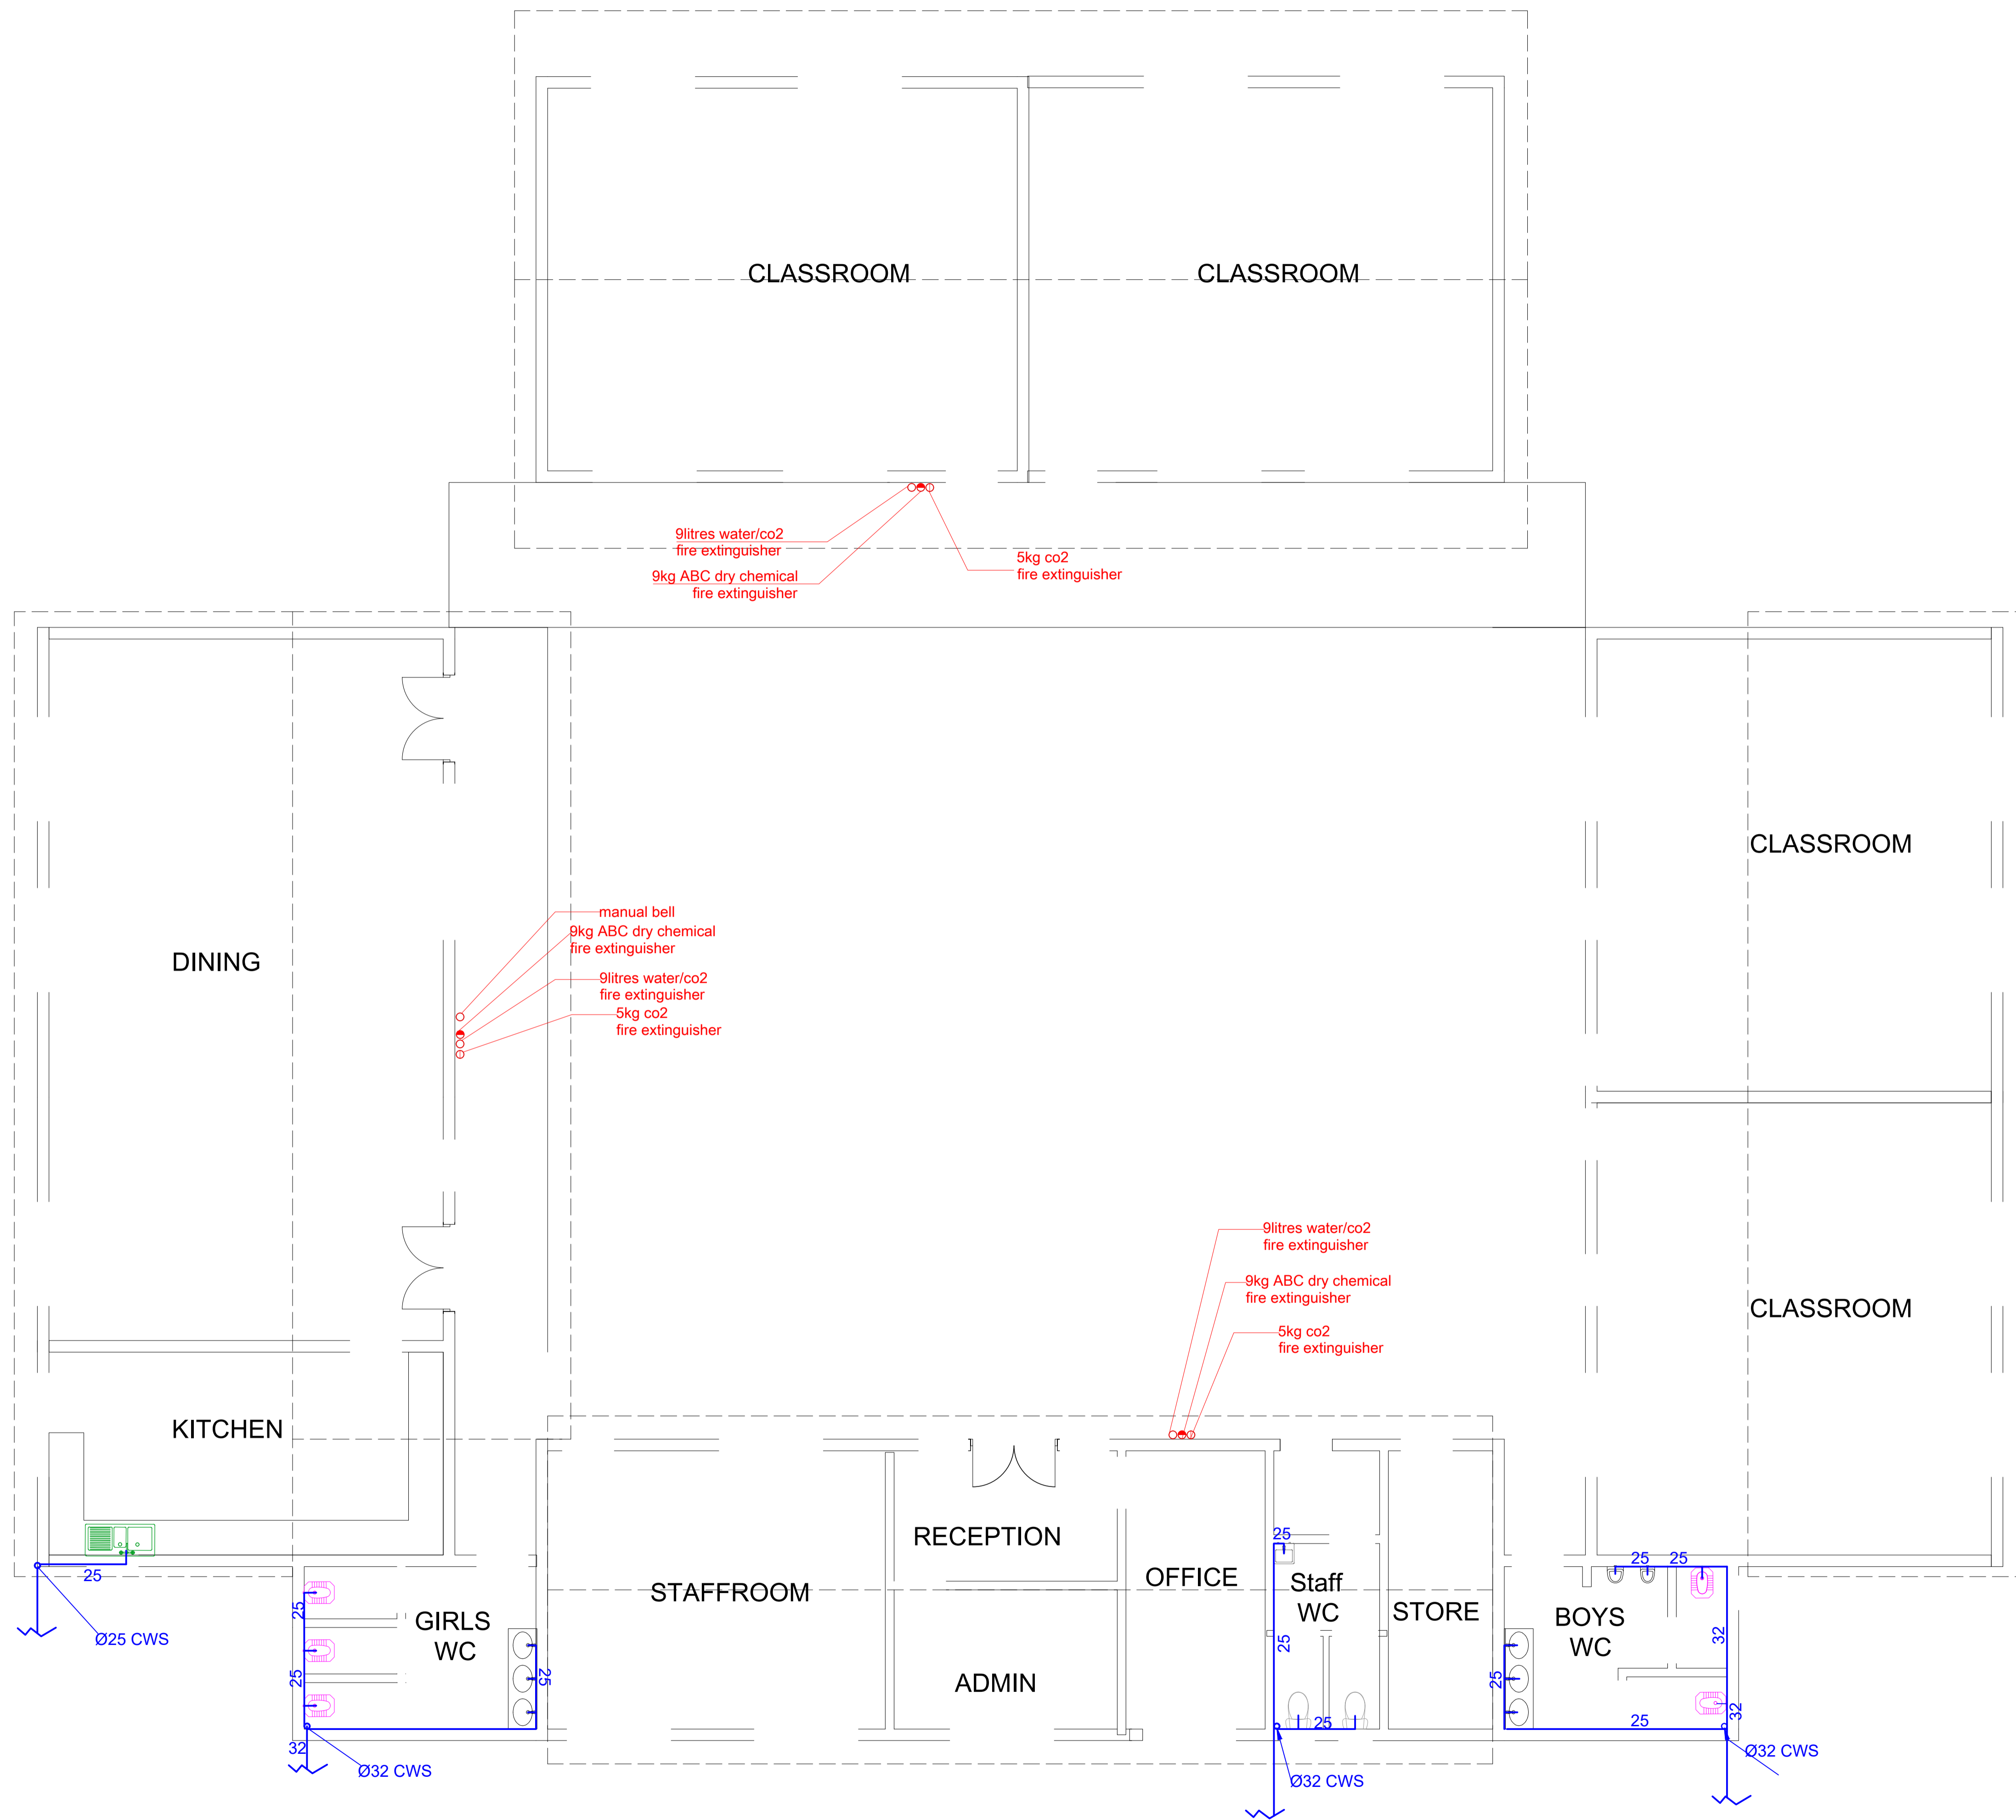 CLASSROOM
CLASSROOM
9litres water/co2
fire extinguisher
9kg ABC dry chemical
fire extinguisher
5kg co2
fire extinguisher
CLASSROOM
manual bell
9kg ABC dry chemical
fire extinguisher
9litres water/co2
fire extinguisher
5kg co2
fire extinguisher
DINING
9litres water/co2
fire extinguisher
9kg ABC dry chemical
fire extinguisher
5kg co2
fire extinguisher
CLASSROOM
KITCHEN
25
Ø25 CWS
25
25
GIRLS
WC
25
32
Ø32 CWS
STAFFROOM
RECEPTION
ADMIN
OFFICE
25
Staff
WC
25
25
Ø32 CWS
STORE
25
25
BOYS
WC
32
25
32
25
Ø32 CWS